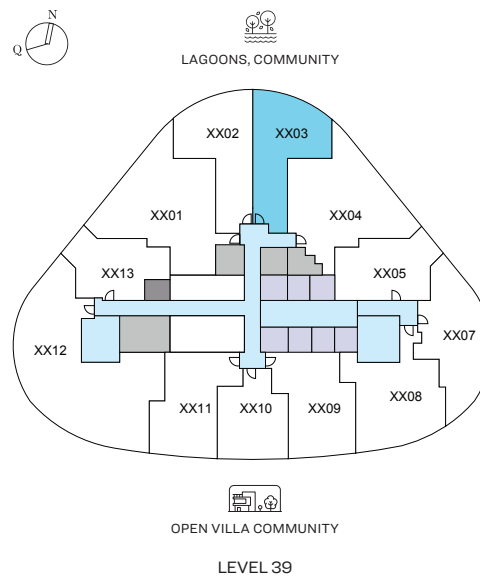 N
Q
LAGOONS, COMMUNITY
XX02
XX03
XX01
XX04
XX13
XX05
XX12
XX07
XX11
XX10
XX09
XX08
OPEN VILLA COMMUNITY
LEVEL 39